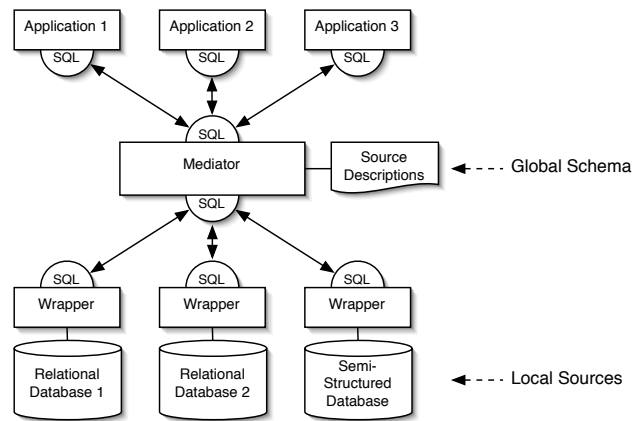 Application 1
Application 2
Application 3
SQL
SQL
SQL
SQL
Mediator
Source
Descriptions
Global Schema
SQL
SQL
SQL
SQL
Wrapper
Wrapper
Wrapper
Relational
Database 1
Relational
Database 2
Semi-
Structured
Database
Local Sources